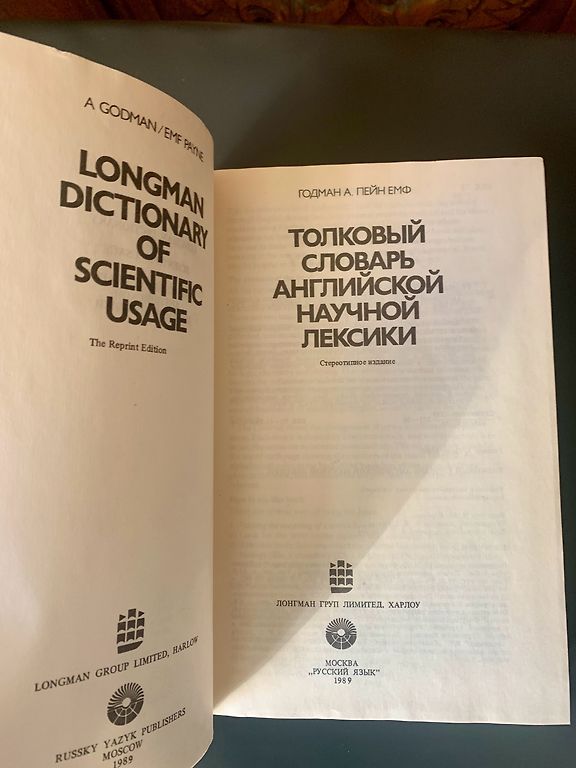 A GODMAN/EMF PAYNE
LONGMAN
DICTIONARY
OF
SCIENTIFIC
USAGE
The Reprint Edition
LONGMAN GROUP LIMITED, HARLOW
RUSSKY YAZYK PUBLISHERS
MOSCOW
1989
ГОДМАН А. ПЕЙН ЕМФ
ТОЛКОВЫЙ
СЛОВАРЬ
АНГЛИЙСКОЙ
НАУЧНОЙ
ЛЕКСИКИ
Стереотипное издание
ЛОНГМАН ГРУП ЛИМИТЕД, ХАРЛОУ
МОСКВА
„РУССКИЙ ЯЗЫК"
1989